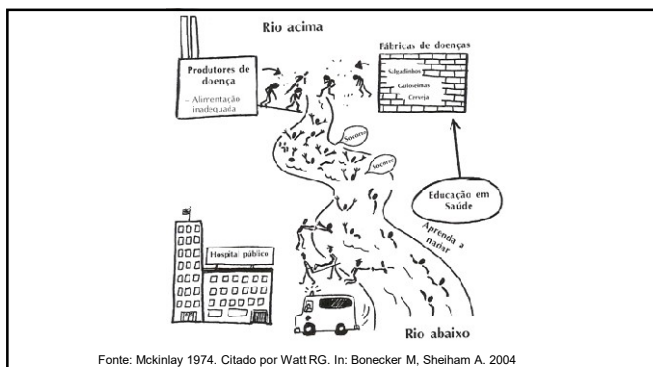 Rio acima
Produtores de
doença
– Alimentação
inadequada
Fábricas de doenças
Salgadinhos
Guloseimas
Cerveja
Socorro
Socorro
Educação em
Saúde
Aprenda a
nadar
Hospital público
Rio abaixo
Fonte: Mckinlay 1974. Citado por Watt RG. In: Bonecker M, Sheiham A. 2004